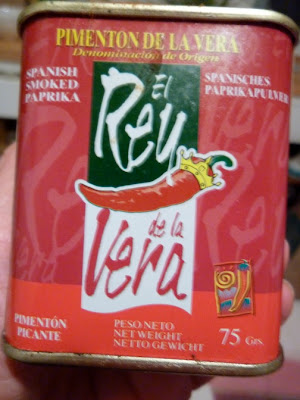 PIMENTON DE LA VERA
Denominación de Origen
SPANISH
SMOKED
PAPRIKA
SPANISCHES
PAPRIKAPULVER
El
Rey
de la
Vera
PIMENTÓN
PICANTE
PESO NETO
NET WEIGHT
NETTO GEWICHT
75 Grs.